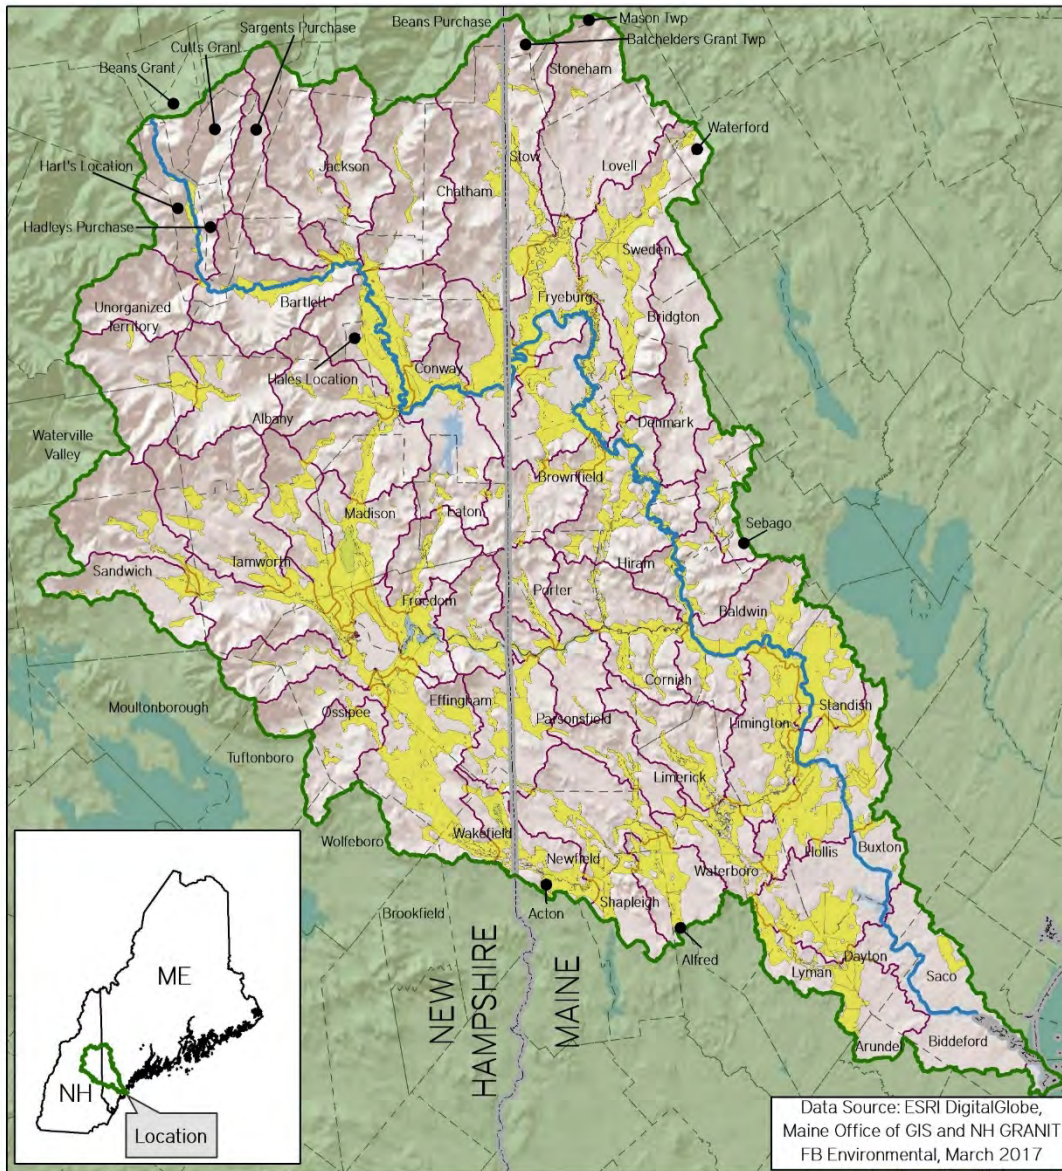 Beans Purchase
Mason Twp
Sargents Purchase
Batchelders Grant Twp
Cutts Grant
Stoneham
Beans Grant
Waterford
Stow
Lovell
Jackson
Hart's Location
Chatham
Hadleys Purchase
Sweden
Unorganized
Territory
Bartlett
Fryeburg
Bridgton
Hales Location
Conway
Albany
Denmark
Waterville
Valley
Brownfield
Madison
Eaton
Sebago
Sandwich
Tamworth
Hiram
Freedom
Porter
Baldwin
Cornish
Effingham
Moultonborough
Ossipee
Parsonsfield
Limington
Standish
Tuftonboro
Limerick
Wolfeboro
Wakefield
Newfield
Hollis
Buxton
Waterboro
Shapleigh
Brookfield
Acton
Alfred
Dayton
Lyman
Saco
Arundel
Biddeford
NEW
HAMPSHIRE
MAINE
ME
NH
Location
Data Source: ESRI DigitalGlobe,
Maine Office of GIS and NH GRANIT
FB Environmental, March 2017